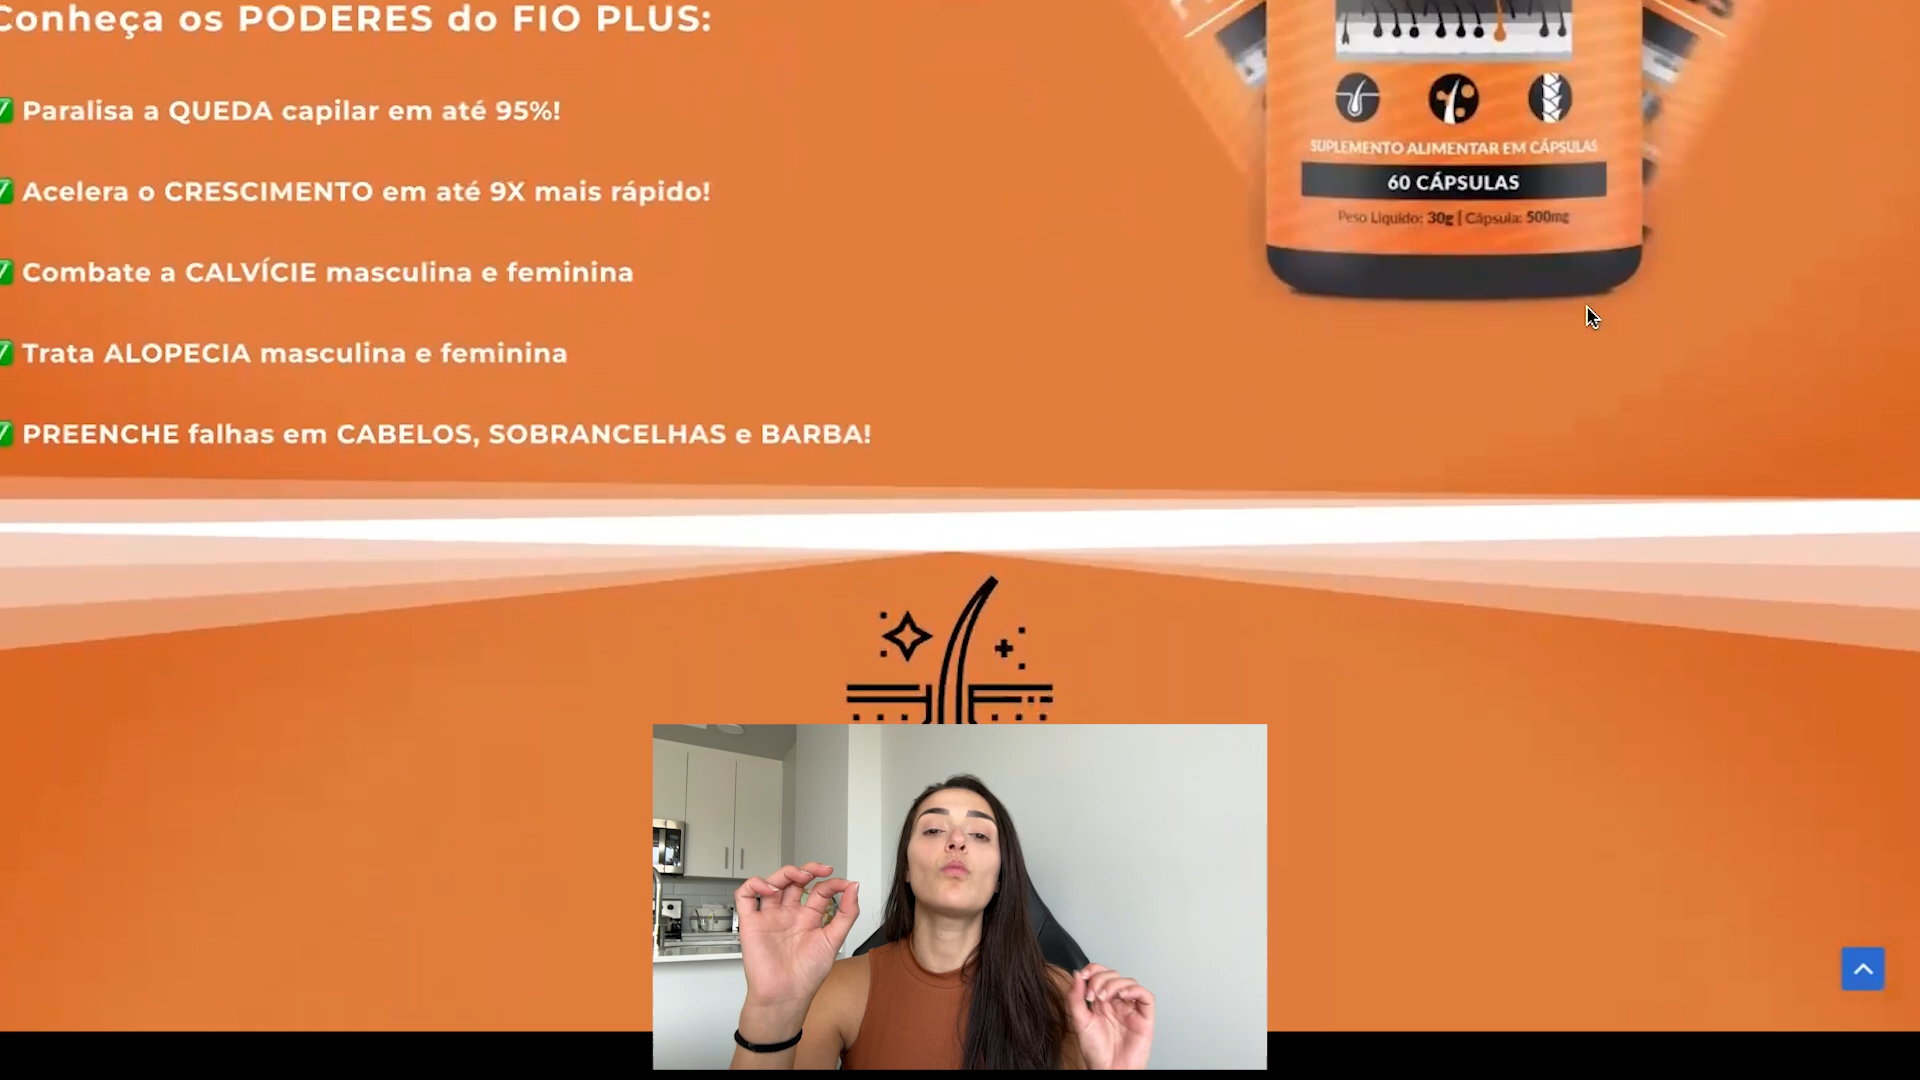 Conheça os PODERES do FIO PLUS:
Paralisa a QUEDA capilar em até 95%!
Acelera o CRESCIMENTO em até 9X mais rápido!
Combate a CALVÍCIE masculina e feminina
Trata ALOPECIA masculina e feminina
PREENCHE falhas em CABELOS, SOBRANCELHAS e BARBA!
SUPLEMENTO ALIMENTAR EM CÁPSULAS
60 CÁPSULAS
Peso Líquido: 30g | Cápsula: 500mg